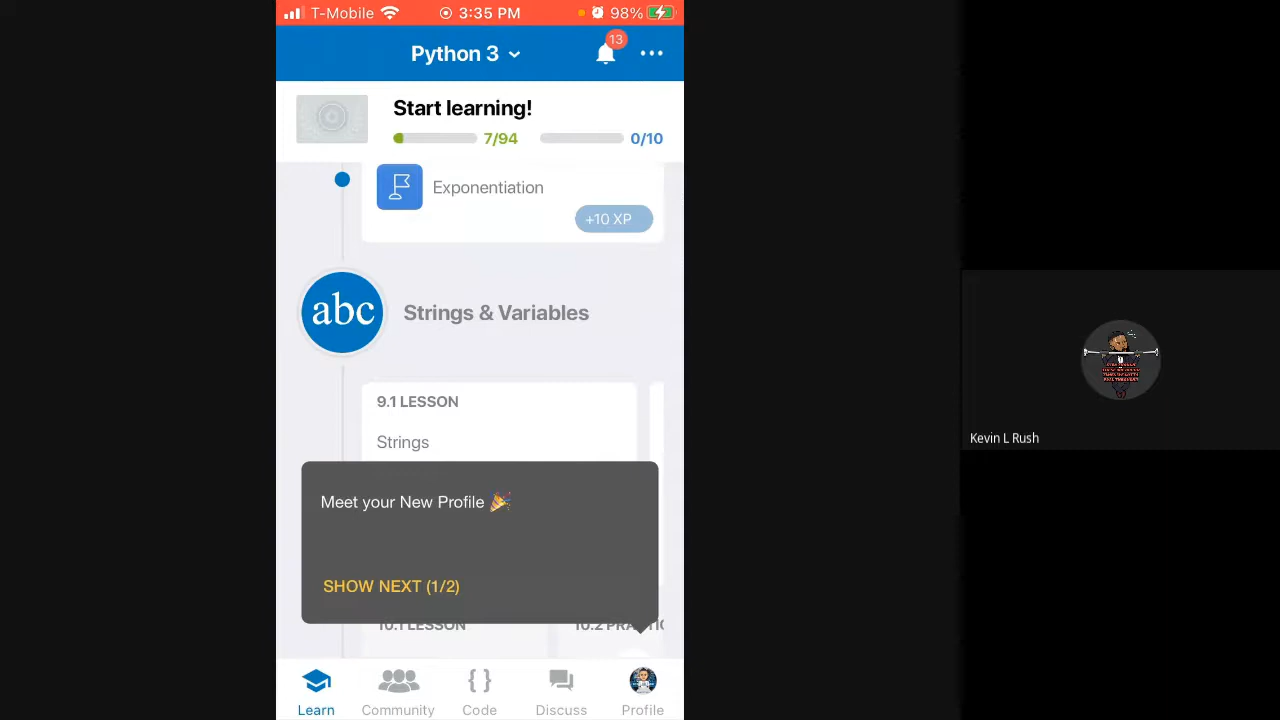 T-Mobile 3:35 PM 98%
Python 3
13
Start learning!
7/94 0/10
Exponentiation
+10 XP
abc Strings & Variables
9.1 LESSON
Strings
Meet your New Profile
SHOW NEXT (1/2)
10.1 LESSON 10.2
Learn Community Code Discuss Profile
Kevin L Rush